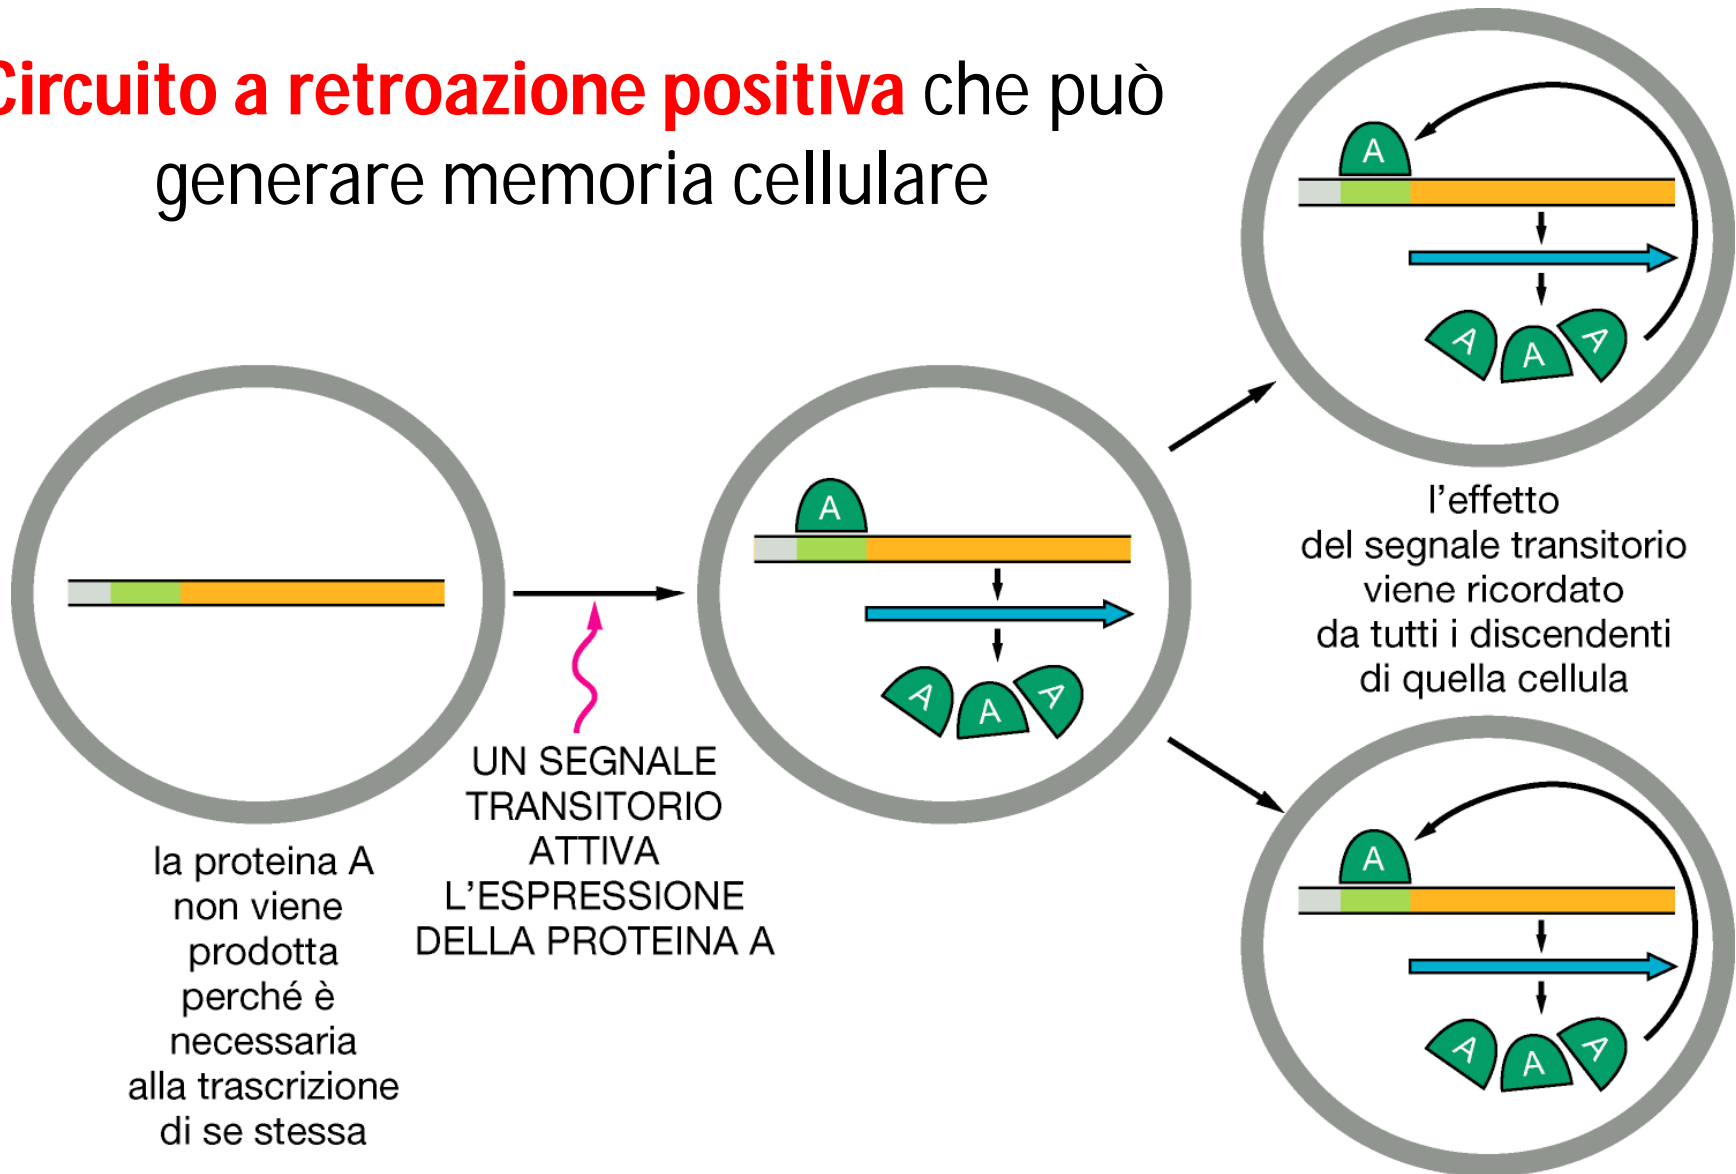 Circuito a retroazione positiva che può
generare memoria cellulare
A
A
A
A
la proteina A
non viene
prodotta
perché è
necessaria
alla trascrizione
di se stessa
UN SEGNALE
TRANSITORIO
ATTIVA
L'ESPRESSIONE
DELLA PROTEINA A
A
A
A
A
l'effetto
del segnale transitorio
viene ricordato
da tutti i discendenti
di quella cellula
A
A
A
A